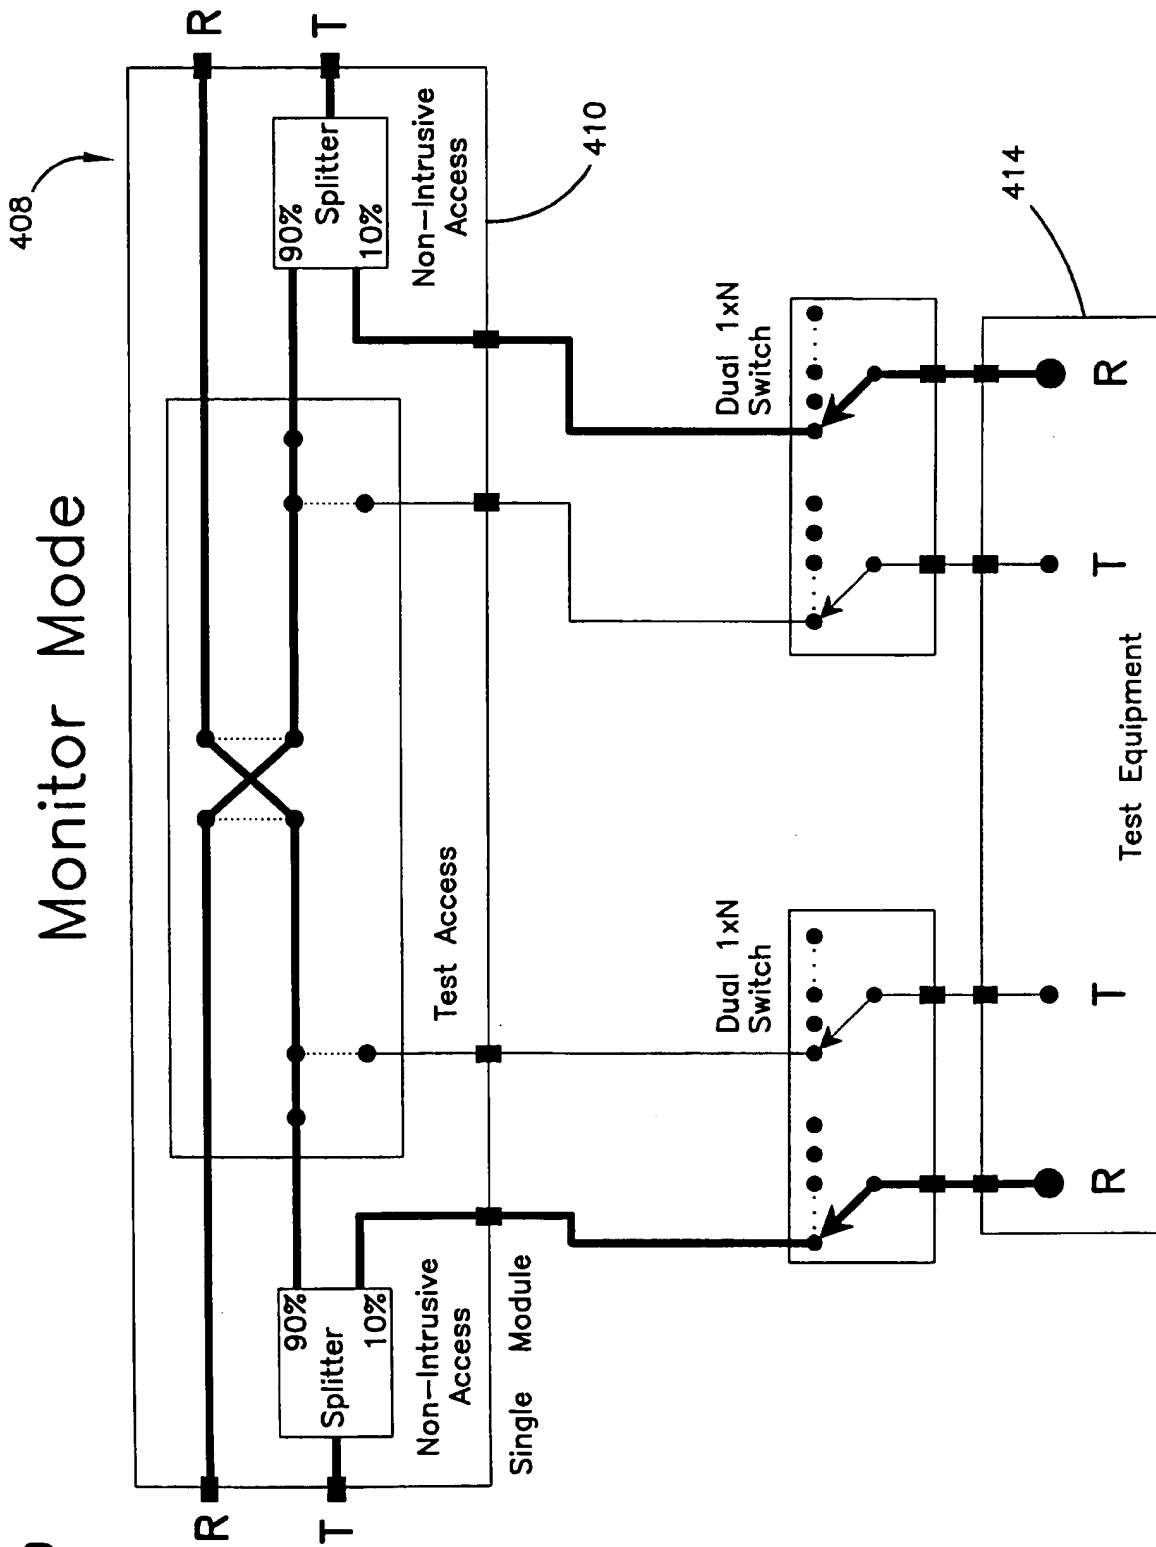 Monitor Mode
408
R
T
R
T
90%
Splitter
10%
90%
Splitter
10%
Non-Intrusive
Access
Test Access
Non-Intrusive
Access
410
Single Module
Dual 1xN
Switch
Dual 1xN
Switch
414
R
T
T
R
Test Equipment